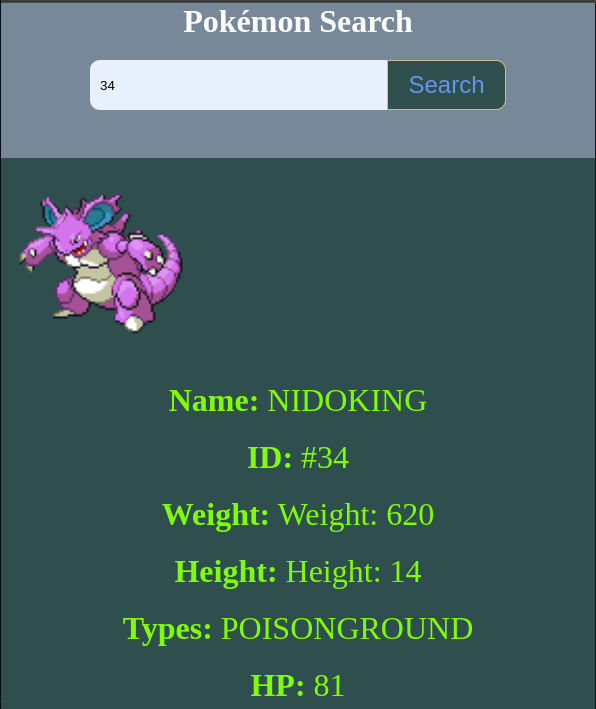 Pokémon Search
34
Search
Name: NIDOKING
ID: #34
Weight: Weight: 620
Height: Height: 14
Types: POISONGROUND
HP: 81